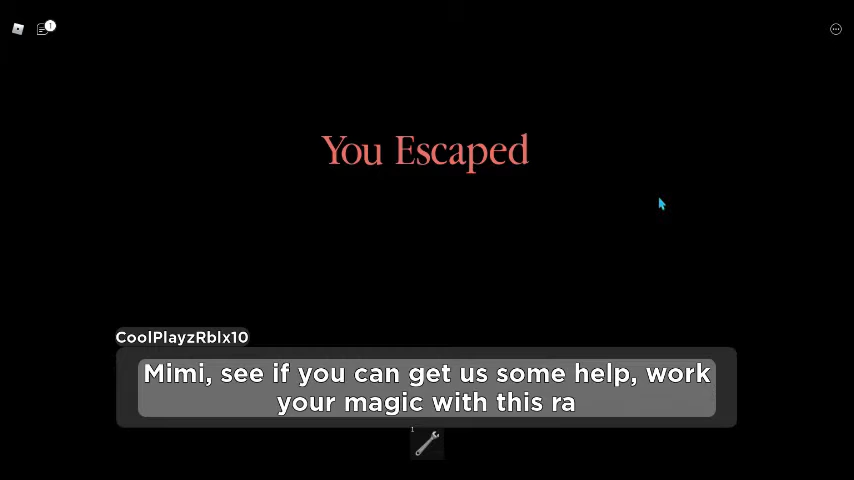 1
You Escaped
CoolPlayzRblx10
Mimi, see if you can get us some help, work
your magic with this ra
1